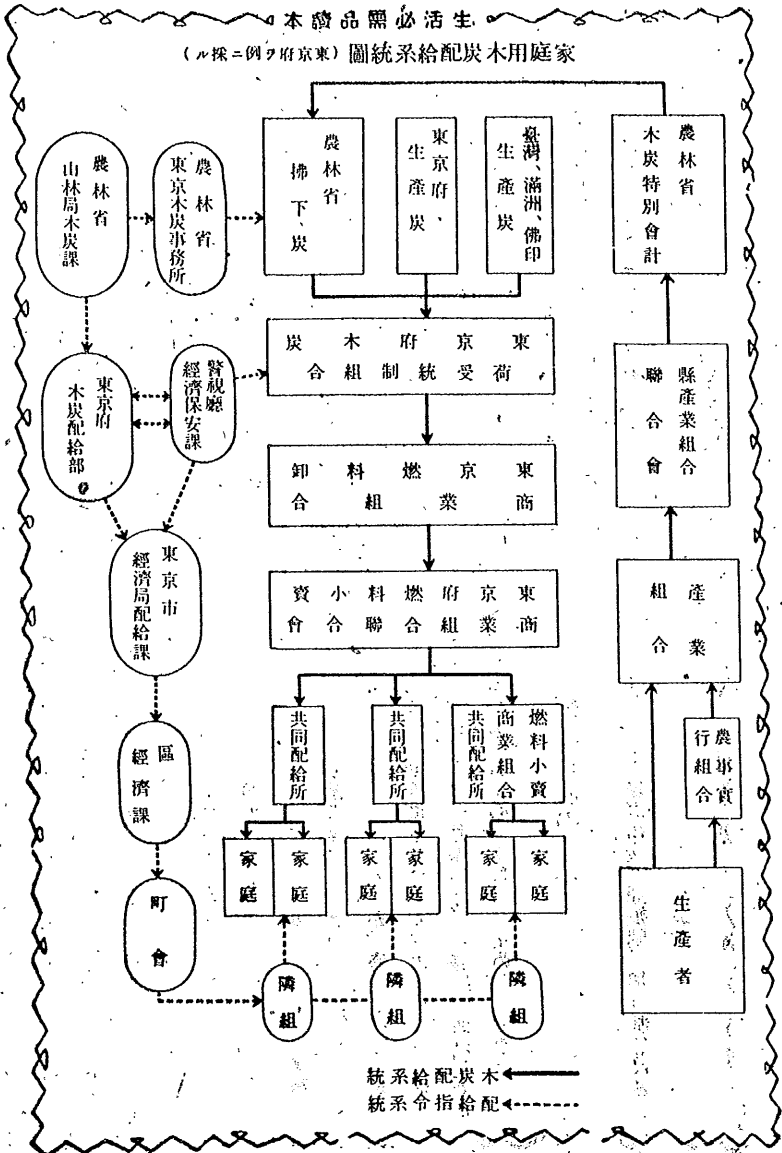 生活必需品讀本
家庭用木炭配給系統圖(東京府ヲ例ニ採ル)
農林省
木炭特別會計
縣產業組合
聯合會
產業
組合
農事實
行組合
生產者
臺灣、滿洲、佛印
生產炭
東京府、
生產炭
農林省
拂下炭
農林省
東京木炭事務所
農林省
山林局木炭課
東京府木炭
荷受統制組合
警視廳
經濟保安課
東京府
木炭配給部
東京燃料卸
商業組合
東京府燃料小賣
商業組合聯合會
東京市
經濟局配給課
燃料小賣
商業組合
共同配給所
共同配給所
共同配給所
區
經濟課
家庭
家庭
家庭
家庭
家庭
家庭
町會
隣組
隣組
隣組
木炭配給系統
配給指令系統